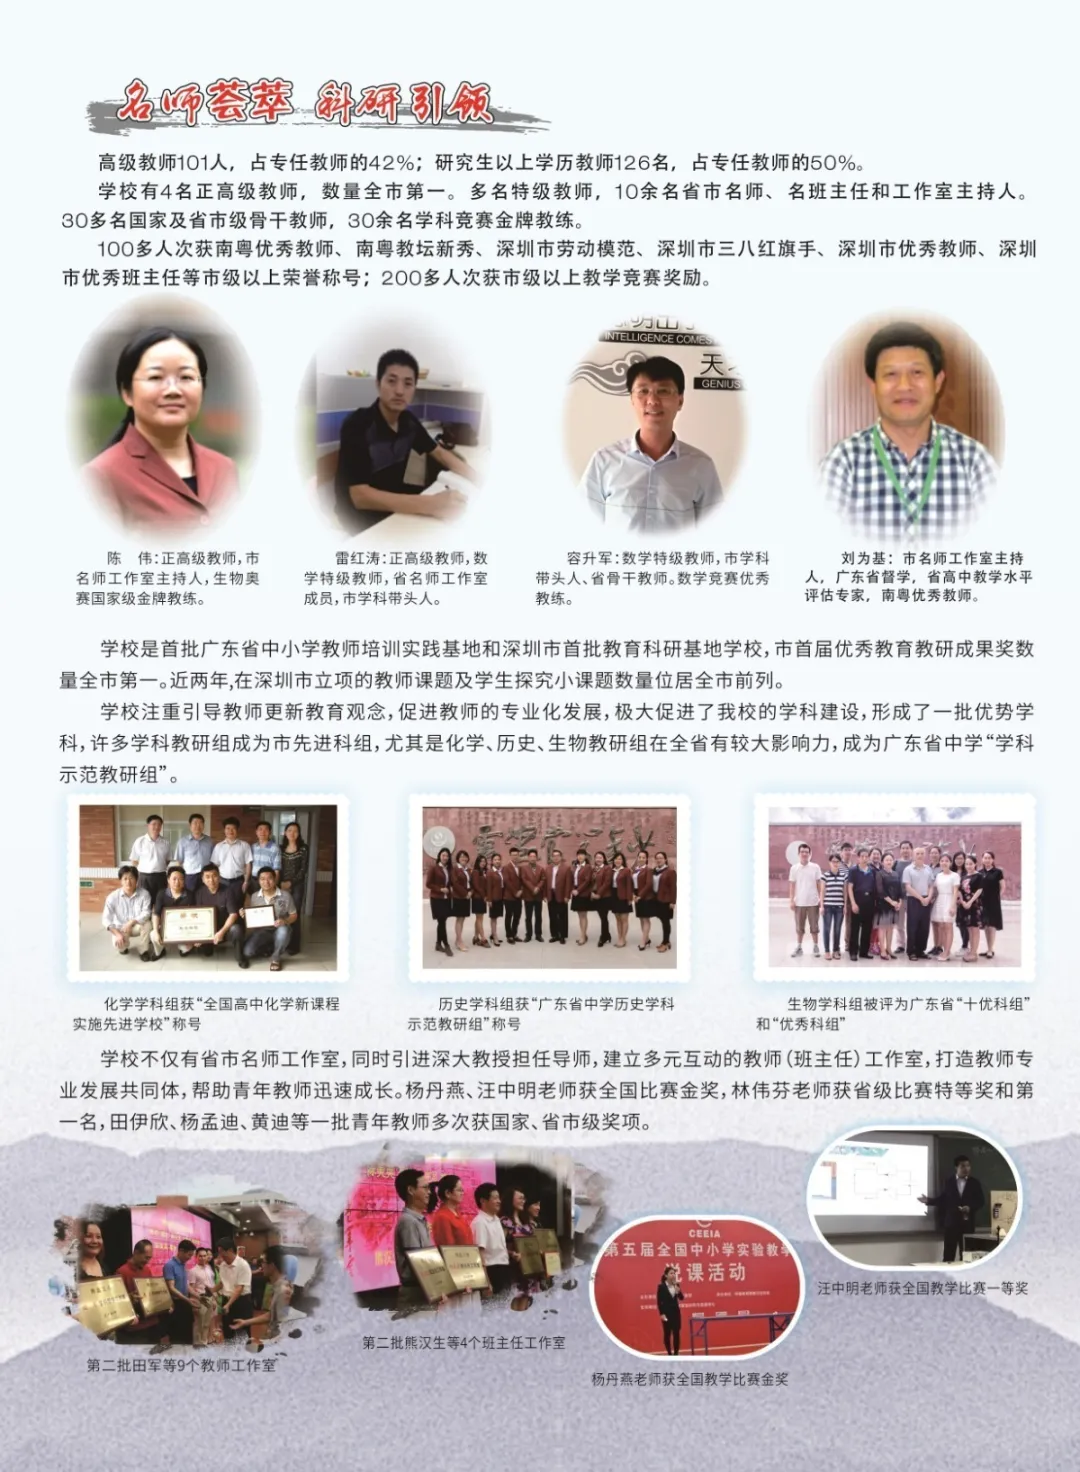 名师荟萃 科研引领
高级教师101人，占专任教师的42%；研究生以上学历教师126名，占专任教师的50%。
学校有4名正高级教师，数量全市第一。多名特级教师，10余名省市名师、名班主任和工作室主持人。
30多名国家及省市级骨干教师，30余名学科竞赛金牌教练。
100多人次获南粤优秀教师、南粤教坛新秀、深圳市劳动模范、深圳市三八红旗手、深圳市优秀教师、深圳
市优秀班主任等市级以上荣誉称号；200多人次获市级以上教学竞赛奖励。
INTELLIGENCE COMES
天
GENIUS
陈　伟：正高级教师，市
名师工作室主持人，生物奥
赛国家级金牌教练。
雷红涛：正高级教师，数
学特级教师，省名师工作室
成员，市学科带头人。
容升军：数学特级教师，市学科
带头人、省骨干教师。数学竞赛优秀
教练。
刘为基：市名师工作室主持
人，广东省督学，省高中教学水平
评估专家，南粤优秀教师。
学校是首批广东省中小学教师培训实践基地和深圳市首批教育科研基地学校，市首届优秀教育教研成果奖数
量全市第一。近两年,在深圳市立项的教师课题及学生探究小课题数量位居全市前列。
学校注重引导教师更新教育观念，促进教师的专业化发展，极大促进了我校的学科建设，形成了一批优势学
科，许多学科教研组成为市先进科组，尤其是化学、历史、生物教研组在全省有较大影响力，成为广东省中学“学科
示范教研组”。
化学学科组获“全国高中化学新课程
实施先进学校”称号
历史学科组获“广东省中学历史学科
示范教研组”称号
生物学科组被评为广东省“十优科组”
和“优秀科组”
学校不仅有省市名师工作室，同时引进深大教授担任导师，建立多元互动的教师（班主任）工作室，打造教师专
业发展共同体，帮助青年教师迅速成长。杨丹燕、汪中明老师获全国比赛金奖，林伟芬老师获省级比赛特等奖和第
一名，田伊欣、杨孟迪、黄迪等一批青年教师多次获国家、省市级奖项。
第二批田军等9个教师工作室
第二批熊汉生等4个班主任工作室
CEEIA
第五届全国中小学实验教学
说课活动
杨丹燕老师获全国教学比赛金奖
汪中明老师获全国教学比赛一等奖